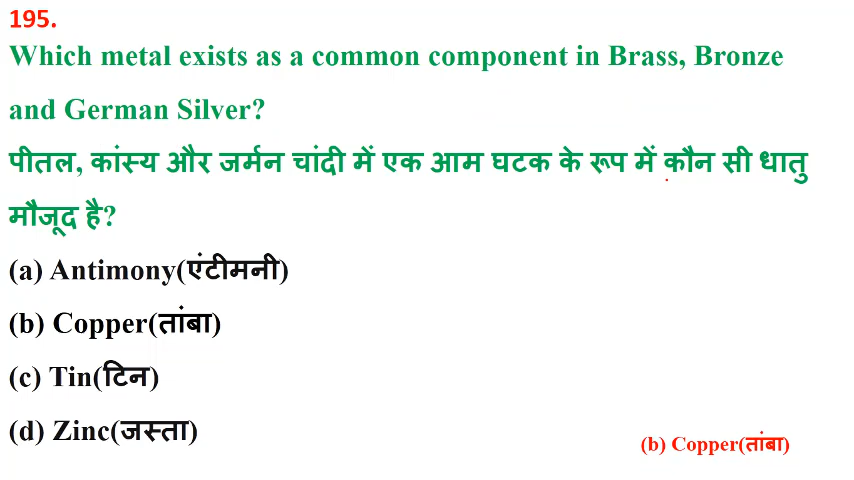 195.
Which metal exists as a common component in Brass, Bronze
and German Silver?
पीतल, कांस्य और जर्मन चांदी में एक आम घटक के रूप में कौन सी धातु
मौजूद है?
(a) Antimony(एंटीमनी)
(b) Copper(तांबा)
(c) Tin(टिन)
(d) Zinc(जस्ता)
(b) Copper(तांबा)